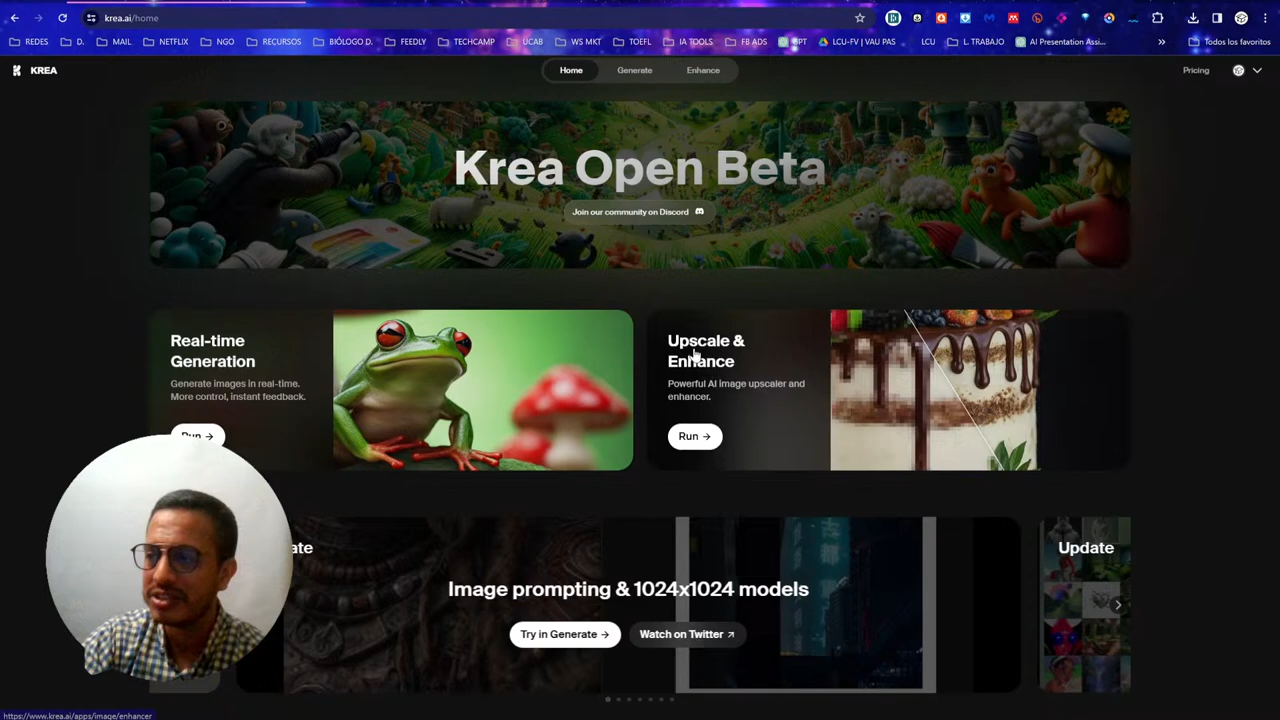 krea.ai/home
REDES D. MAIL NETFLIX NGO RECURSOS BIÓLOGO D. FEEDLY TECHCAMP UCAB WS MKT TOEFL IA TOOLS FB ADS LCU-FV | VAU PAS LCU L. TRABAJO AI Presentation Assi... Todos los favoritos
KREA Home Generate Enhance Pricing
Krea Open Beta
Join our community on Discord
Real-time
Generation
Generate images in real-time.
More control, instant feedback.
Run →
Upscale &
Enhance
Powerful AI image upscaler and
enhancer.
Run →
Update
Image prompting & 1024x1024 models
Try in Generate → Watch on Twitter ↗
https://www.krea.ai/apps/image/enhancer